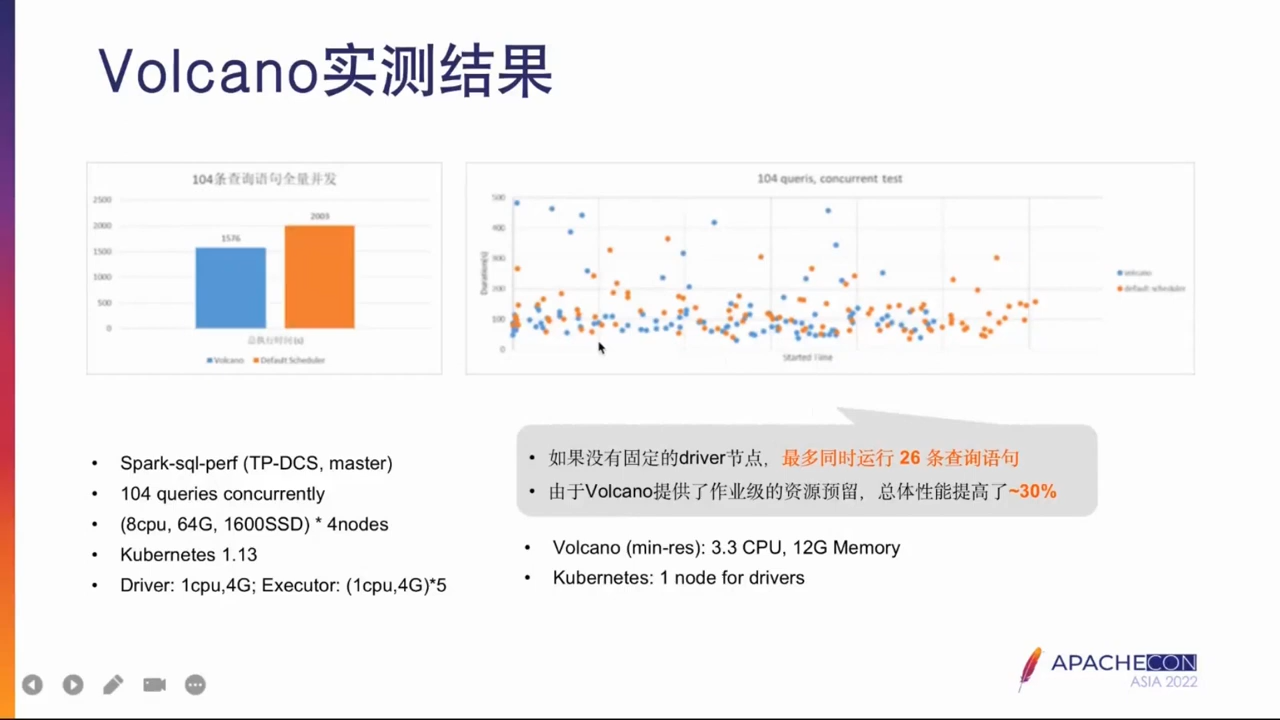 Volcano实测结果
104条查询语句全量并发
2500
2000
1500
1000
500
0
1576
2003
总执行时间 (s)
Volcano
Default Scheduler
104 queris, concurrent test
500
400
300
200
100
0
Duration(s)
Started Time
volcano
default scheduler
• Spark-sql-perf (TP-DCS, master)
• 104 queries concurrently
• (8cpu, 64G, 1600SSD) * 4nodes
• Kubernetes 1.13
• Driver: 1cpu,4G; Executor: (1cpu,4G)*5
• 如果没有固定的driver节点，最多同时运行 26 条查询语句
• 由于Volcano提供了作业级的资源预留，总体性能提高了~30%
• Volcano (min-res): 3.3 CPU, 12G Memory
• Kubernetes: 1 node for drivers
APACHECON
ASIA 2022